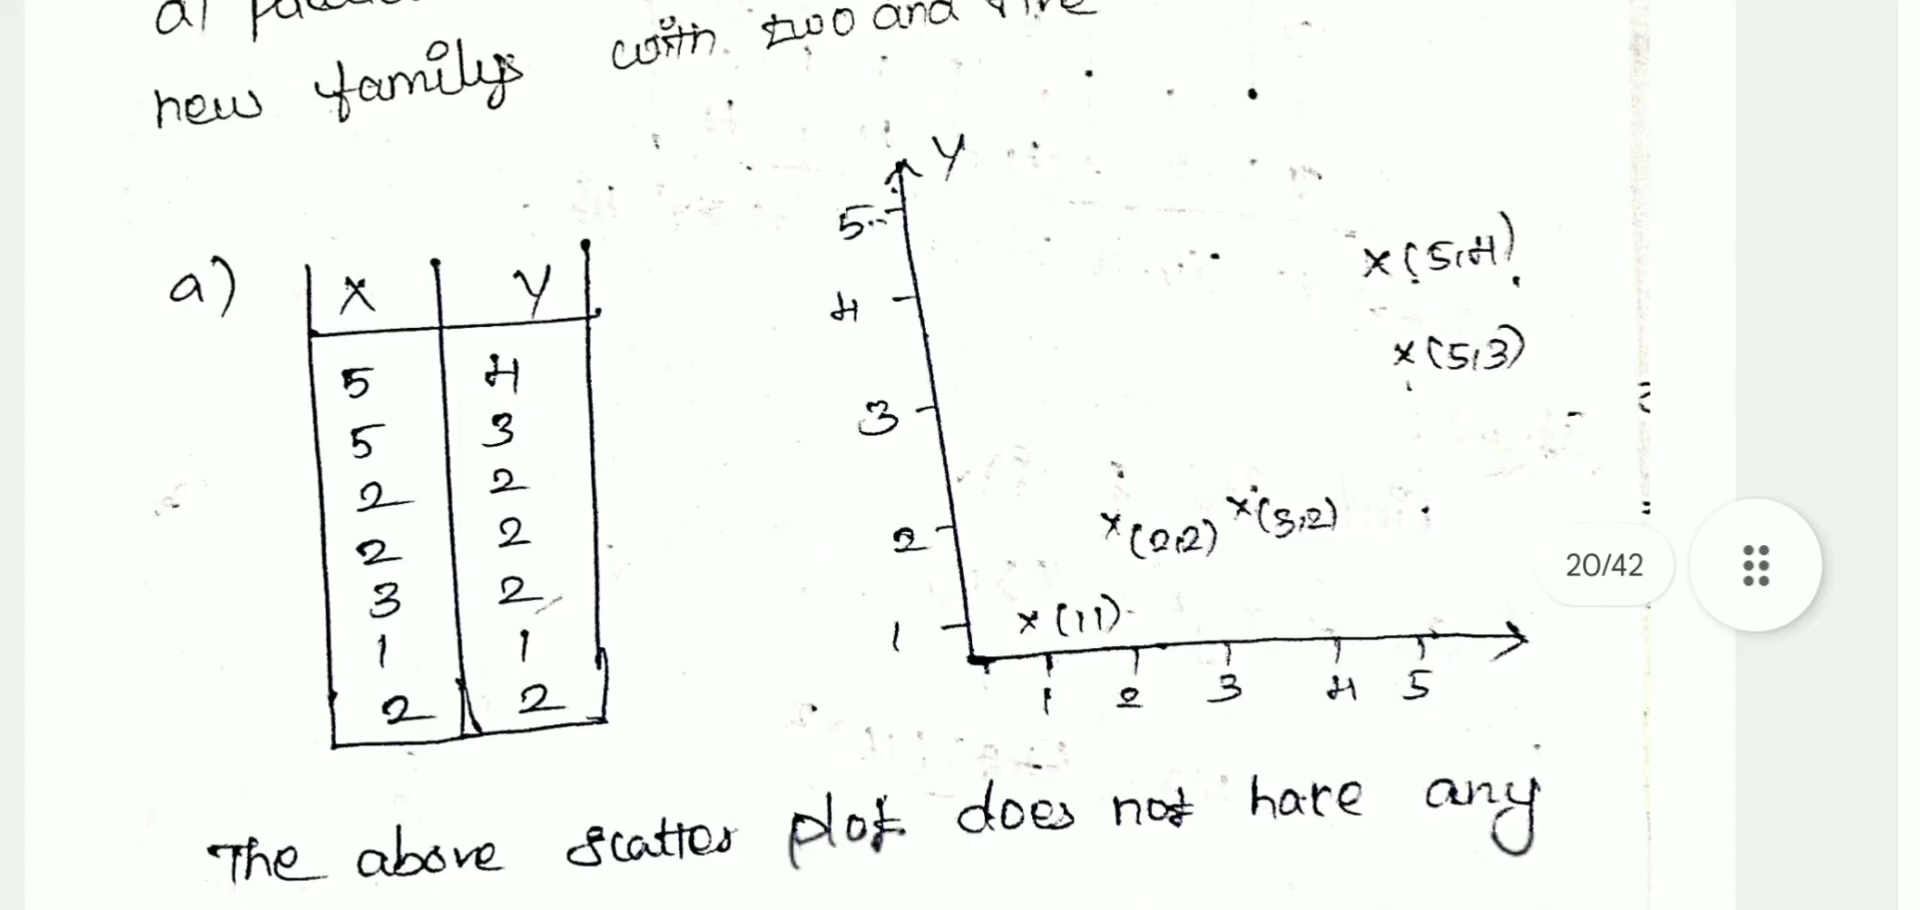 new familys with two and
a)
X Y
5 4
5 3
2 2
2 2
3 2
1 1
2 2
Y
5
4
3
2
1
x (5,4)
x (5,3)
x (2,2) x (3,2)
x (11)
1 2 3 4 5
20/42
The above scatter plot does not have any